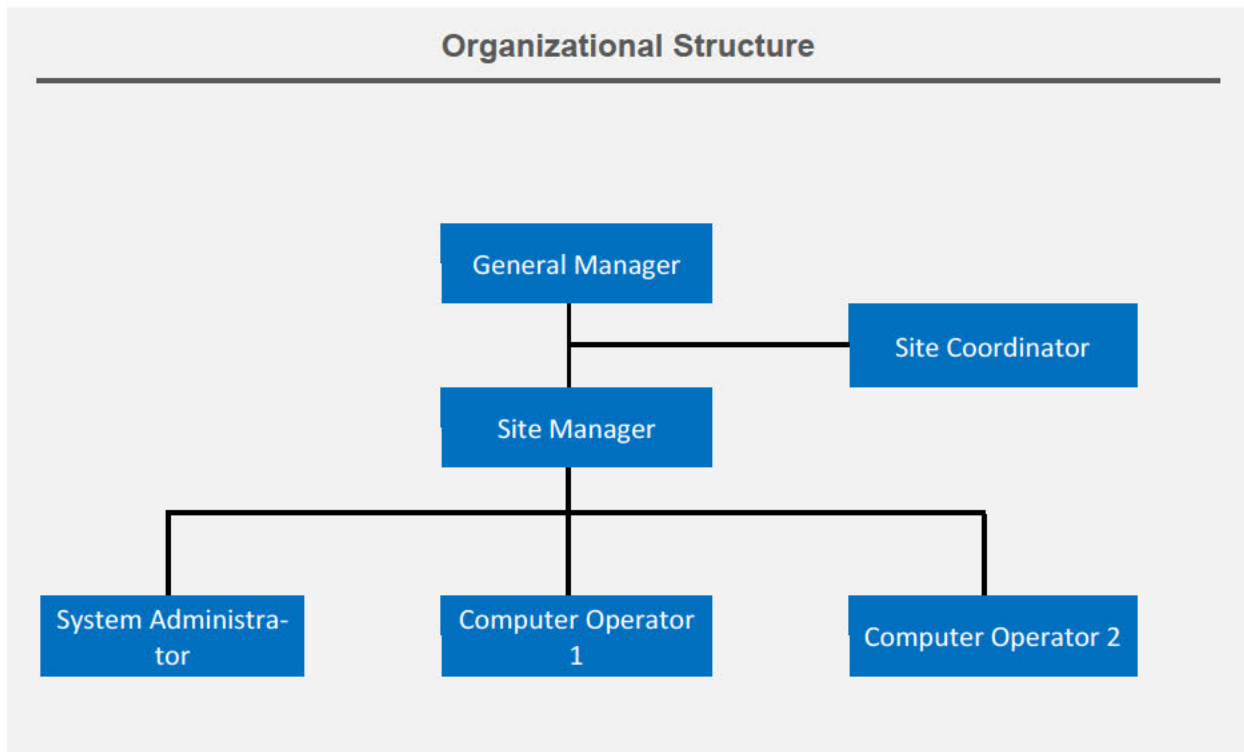 Organizational Structure
General Manager
Site Coordinator
Site Manager
System Administra-
tor
Computer Operator
1
Computer Operator 2